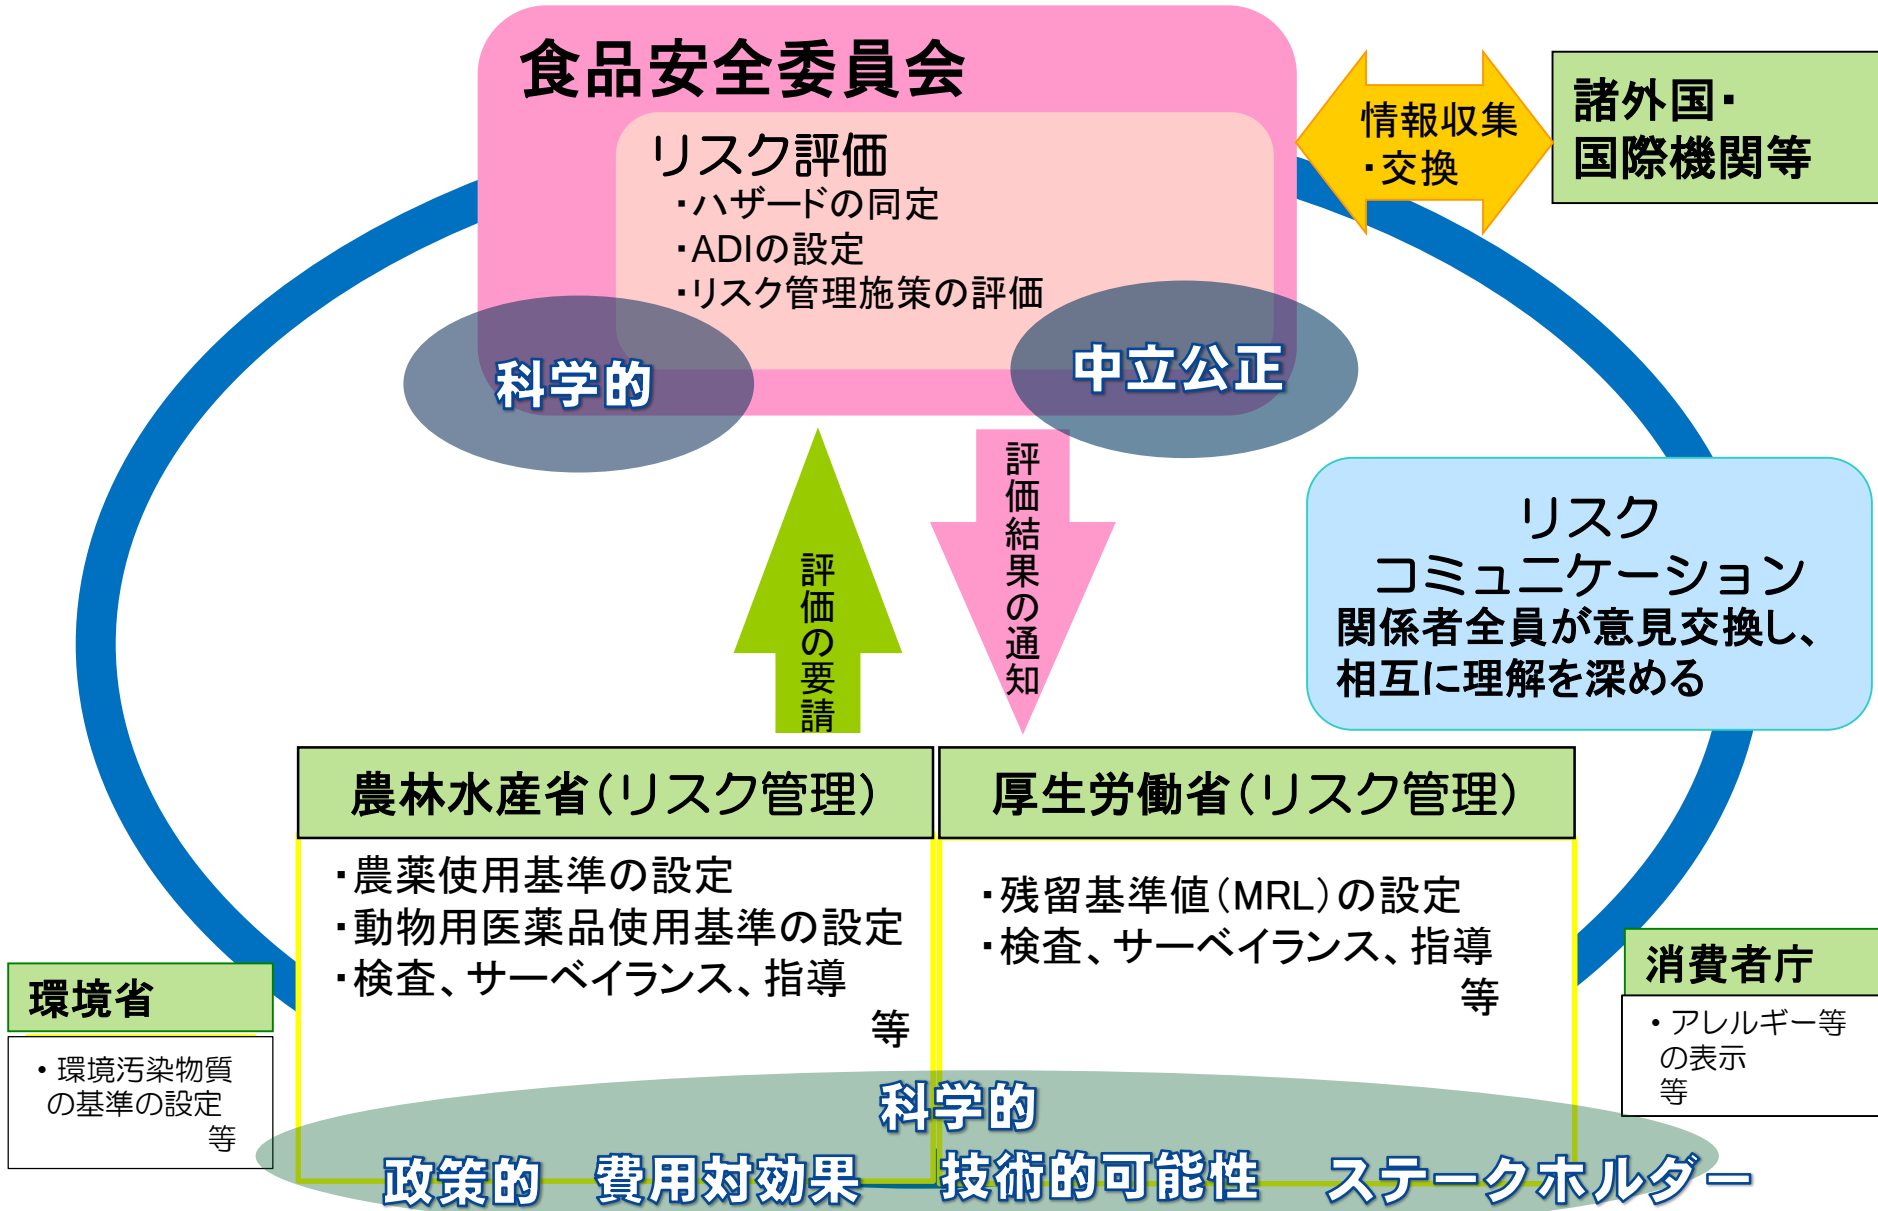 食品安全委員会
リスク評価
・ハザードの同定
・ADIの設定
・リスク管理施策の評価
科学的
中立公正
情報収集
・交換
諸外国・
国際機関等
評価の要請
評価結果の通知
リスク
コミュニケーション
関係者全員が意見交換し、
相互に理解を深める
農林水産省(リスク管理)
・農薬使用基準の設定
・動物用医薬品使用基準の設定
・検査、サーベイランス、指導
等
厚生労働省(リスク管理)
・残留基準値(MRL)の設定
・検査、サーベイランス、指導
等
環境省
・環境汚染物質
の基準の設定
等
消費者庁
・アレルギー等
の表示
等
科学的
政策的 費用対効果 技術的可能性 ステークホルダー